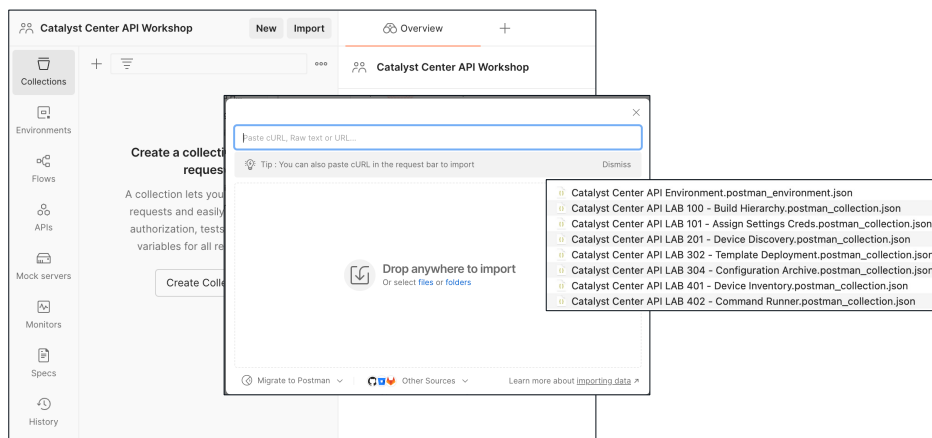 Catalyst Center API Workshop
New
Import
Overview
Collections
Catalyst Center API Workshop
Environments
Flows
APIs
Mock servers
Monitors
Specs
History
Create a collecti
reques
A collection lets you
requests and easily
authorization, tests
variables for all re
Create Colle
Paste cURL, Raw text or URL...
Tip : You can also paste cURL in the request bar to import
Dismiss
Drop anywhere to import
Or select files or folders
Migrate to Postman
Other Sources
Learn more about importing data ↗
Catalyst Center API Environment.postman_environment.json
Catalyst Center API LAB 100 - Build Hierarchy.postman_collection.json
Catalyst Center API LAB 101 - Assign Settings Creds.postman_collection.json
Catalyst Center API LAB 201 - Device Discovery.postman_collection.json
Catalyst Center API LAB 302 - Template Deployment.postman_collection.json
Catalyst Center API LAB 304 - Configuration Archive.postman_collection.json
Catalyst Center API LAB 401 - Device Inventory.postman_collection.json
Catalyst Center API LAB 402 - Command Runner.postman_collection.json